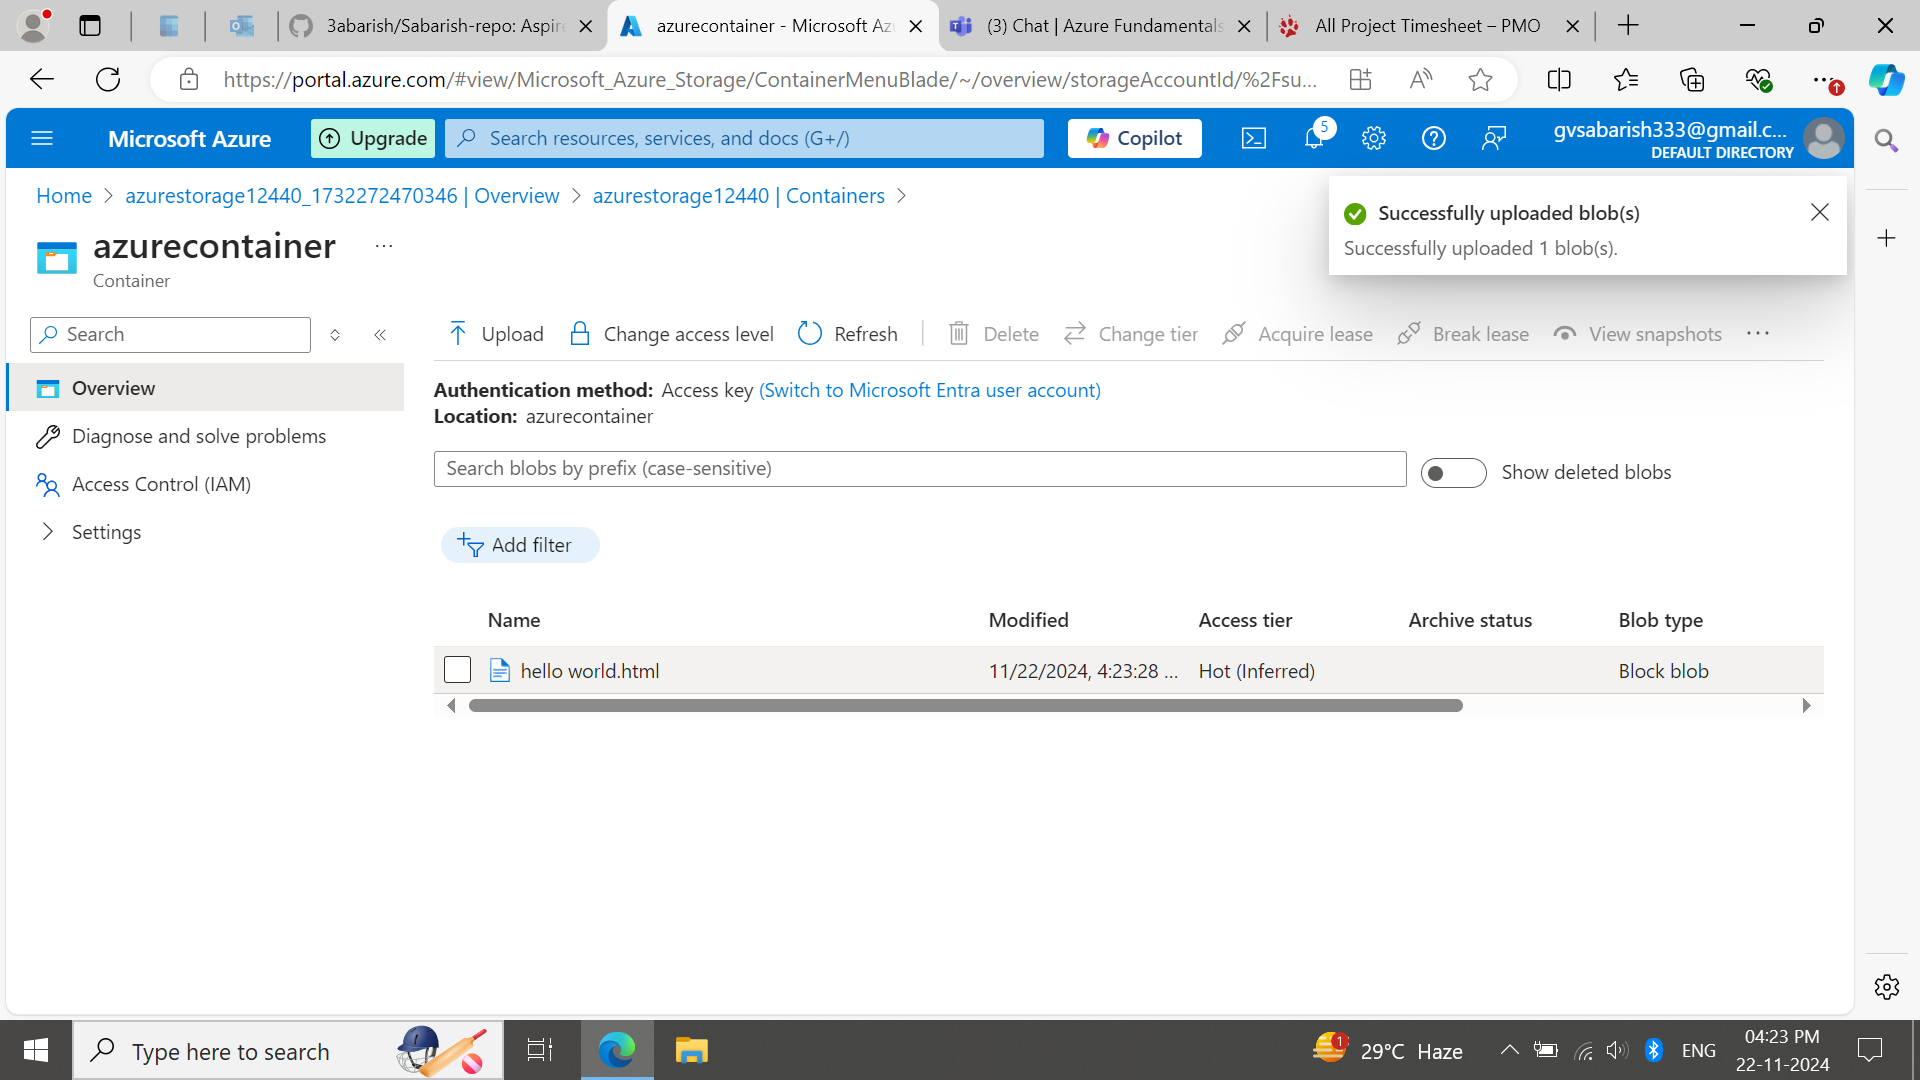 3abarish/Sabarish-repo: Aspire
azurecontainer - Microsoft Az
(3) Chat | Azure Fundamentals
All Project Timesheet – PMO
https://portal.azure.com/#view/Microsoft_Azure_Storage/ContainerMenuBlade/~/overview/storageAccountId/%2Fsu...
Microsoft Azure
Upgrade
Search resources, services, and docs (G+/)
Copilot
5
gvsabarish333@gmail.c...
DEFAULT DIRECTORY
Home > azurestorage12440_1732272470346 | Overview > azurestorage12440 | Containers >
azurecontainer ...
Container
Successfully uploaded blob(s)
Successfully uploaded 1 blob(s).
Search
Upload
Change access level
Refresh
Delete
Change tier
Acquire lease
Break lease
View snapshots
...
Overview
Diagnose and solve problems
Access Control (IAM)
Settings
Authentication method: Access key (Switch to Microsoft Entra user account)
Location: azurecontainer
Search blobs by prefix (case-sensitive)
Show deleted blobs
Add filter
Name Modified Access tier Archive status Blob type
hello world.html 11/22/2024, 4:23:28 ... Hot (Inferred) Block blob
Type here to search
1
29°C Haze
ENG
04:23 PM
22-11-2024